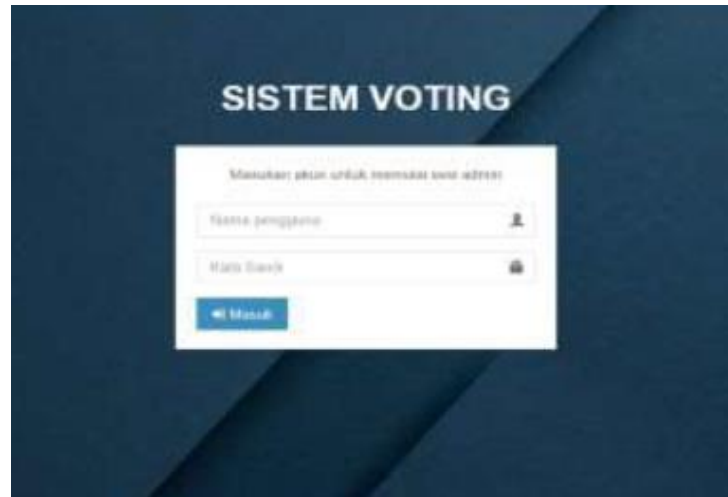 SISTEM VOTING
Masukan akun untuk memulai sesi admin
Nama pengguna
Kata Sandi
Masuk